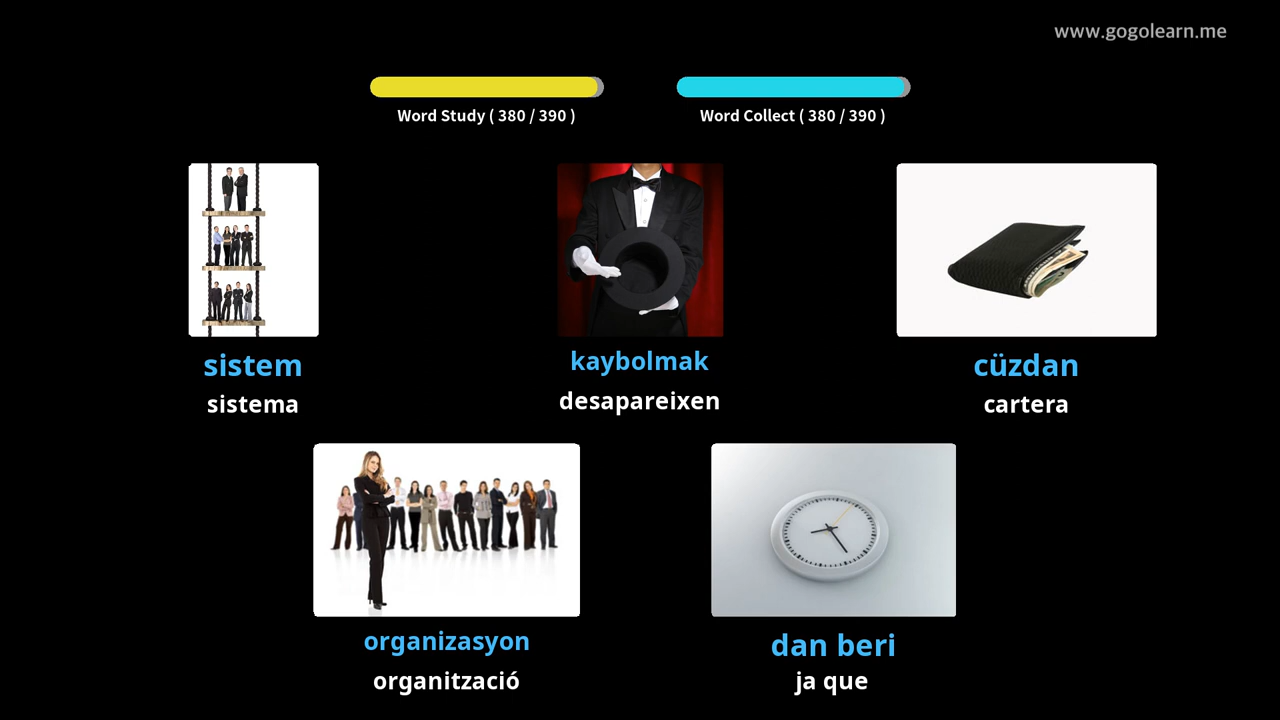 www.gogolearn.me
Word Study ( 380 / 390 )
Word Collect ( 380 / 390 )
sistem
sistema
kaybolmak
desapareixen
cüzdan
cartera
organizasyon
organització
dan beri
ja que